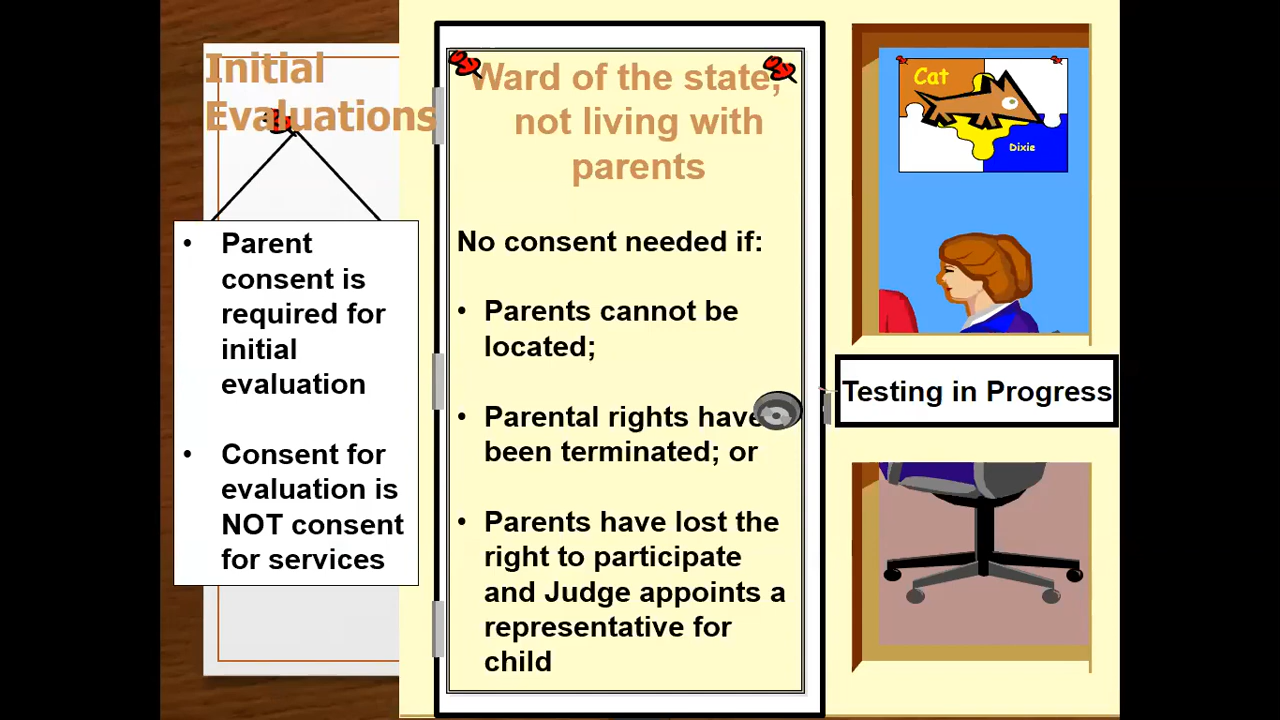 Initial
Evaluations
• Parent
consent is
required for
initial
evaluation
• Consent for
evaluation is
NOT consent
for services
Ward of the state,
not living with
parents
No consent needed if:
• Parents cannot be
located;
• Parental rights have
been terminated; or
• Parents have lost the
right to participate
and Judge appoints a
representative for
child
Cat
Dixie
Testing in Progress